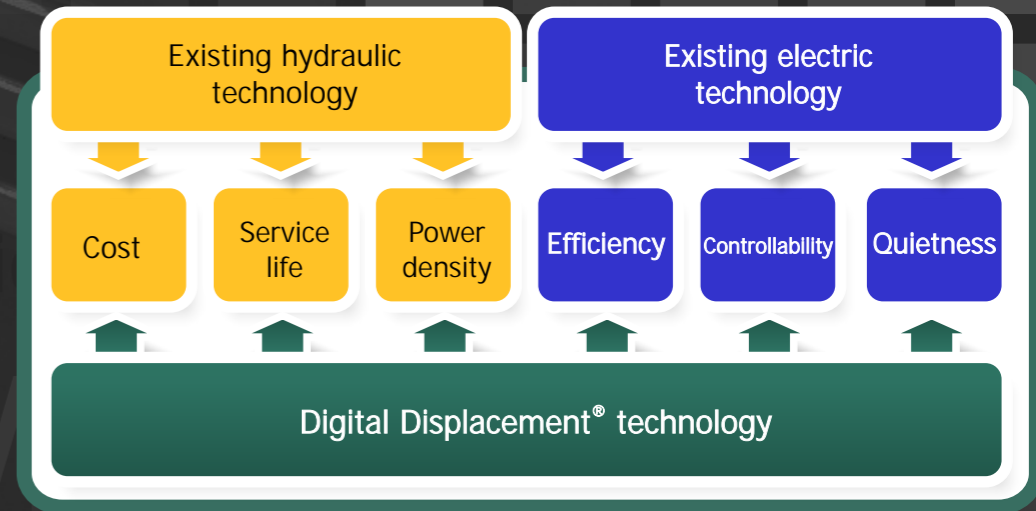 Existing hydraulic
technology
Existing electric
technology
Cost
Service
life
Power
density
Efficiency
Controllability
Quietness
Digital Displacement® technology